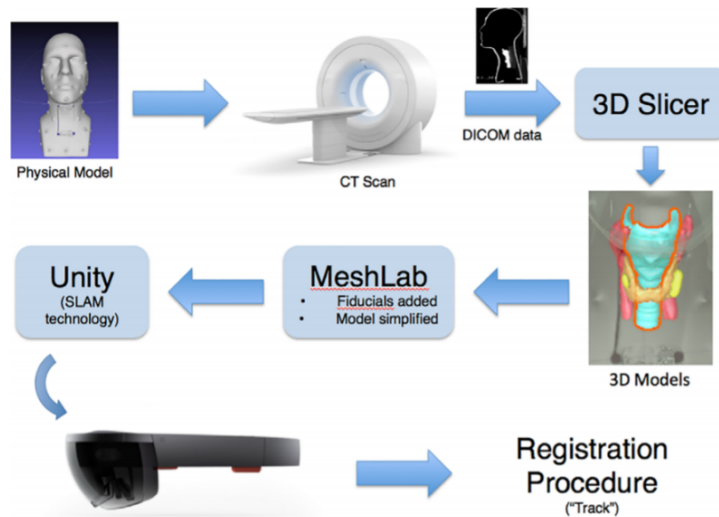 Physical Model
CT Scan
DICOM data
3D Slicer
3D Models
MeshLab
• Fiducials added
• Model simplified
Unity
(SLAM
technology)
Registration
Procedure
("Track")